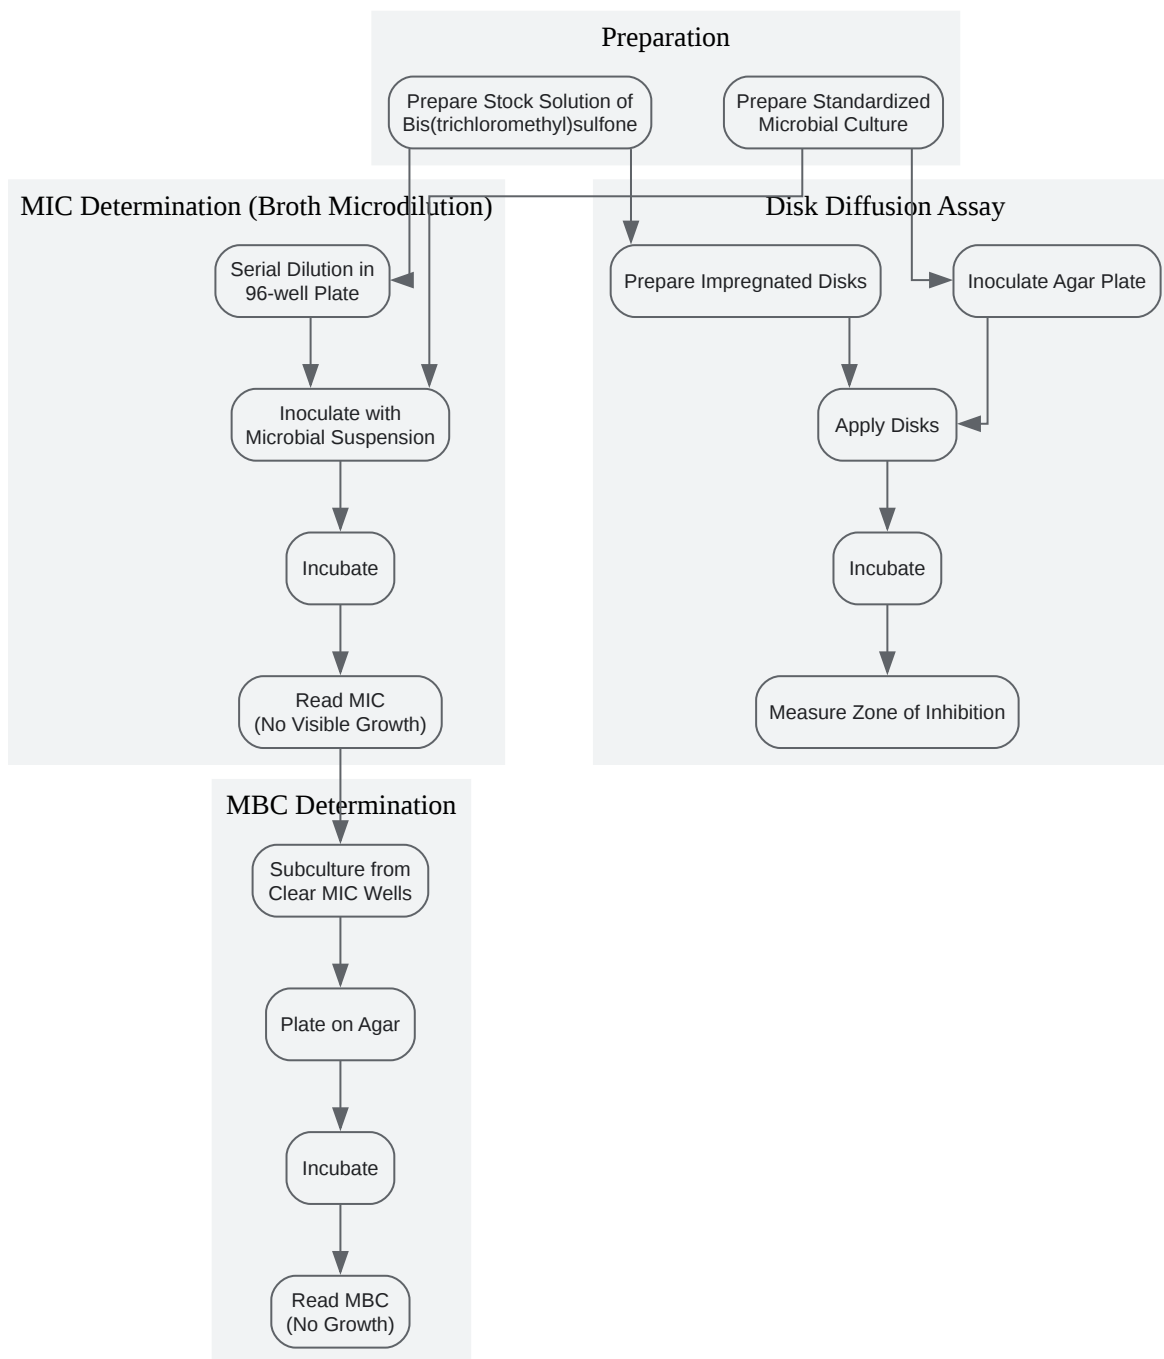 Preparation
Prepare Stock Solution of
Bis(trichloromethyl)sulfone
Prepare Standardized
Microbial Culture
MIC Determination (Broth Microdilution)
Serial Dilution in
96-well Plate
Inoculate with
Microbial Suspension
Incubate
Read MIC
(No Visible Growth)
Disk Diffusion Assay
Prepare Impregnated Disks
Inoculate Agar Plate
Apply Disks
Incubate
Measure Zone of Inhibition
MBC Determination
Subculture from
Clear MIC Wells
Plate on Agar
Incubate
Read MBC
(No Growth)